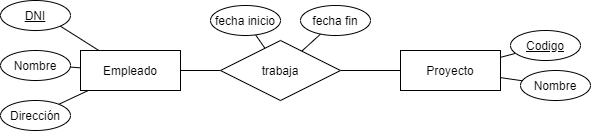 DNI
fecha inicio
fecha fin
Codigo
Nombre
Empleado
trabaja
Proyecto
Nombre
Dirección